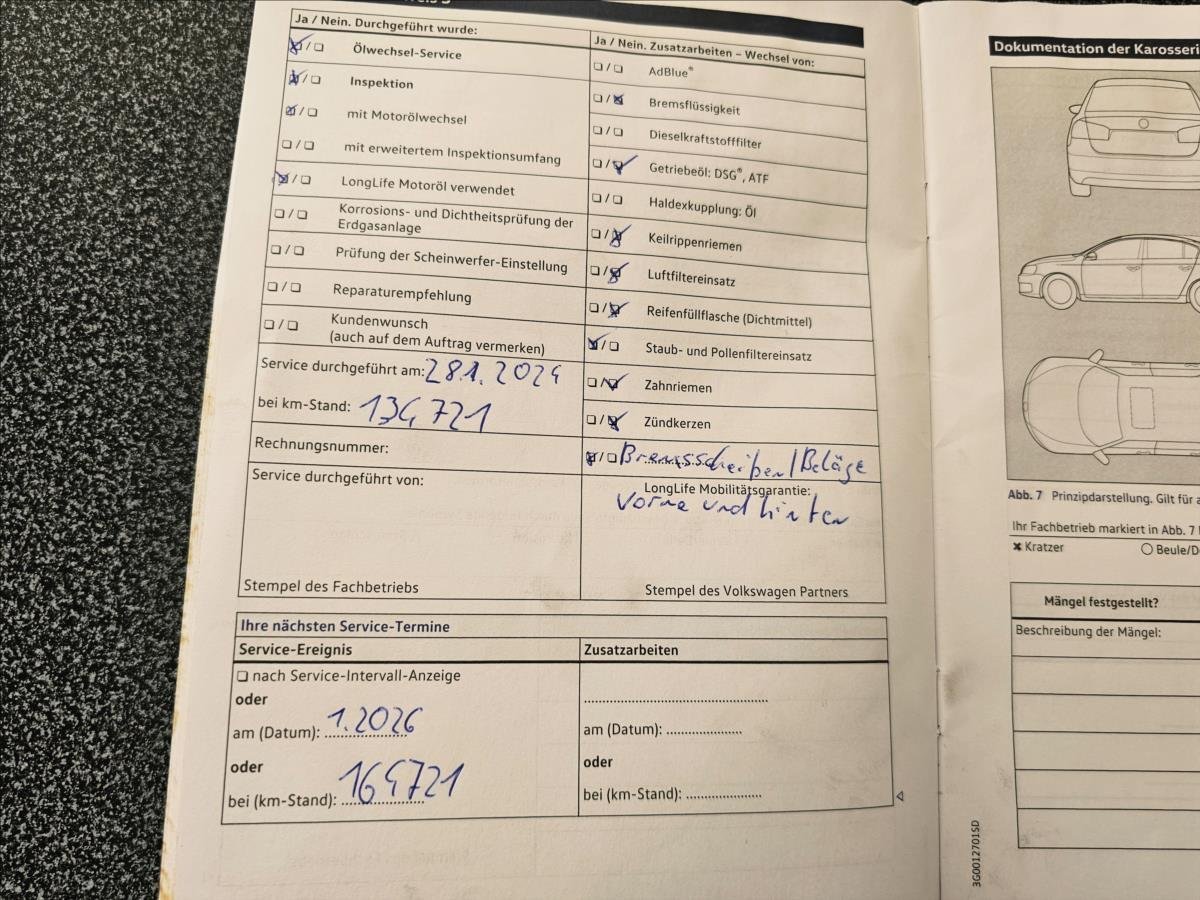 Ja / Nein. Durchgeführt wurde:
☒/❏ Ölwechsel-Service
☒/❏ Inspektion
☒/❏ mit Motorölwechsel
❏/❏ mit erweitertem Inspektionsumfang
☒/❏ LongLife Motoröl verwendet
❏/❏ Korrosions- und Dichtheitsprüfung der
Erdgasanlage
❏/❏ Prüfung der Scheinwerfer-Einstellung
❏/❏ Reparaturempfehlung
❏/❏ Kundenwunsch
(auch auf dem Auftrag vermerken)
Service durchgeführt am: 28.1.2024
bei km-Stand: 134721
Rechnungsnummer:
Service durchgeführt von:
Stempel des Fachbetriebs
Ja / Nein. Zusatzarbeiten – Wechsel von:
❏/❏ AdBlue®
❏/☒ Bremsflüssigkeit
❏/❏ Dieselkraftstofffilter
❏/☒ Getriebeöl: DSG®, ATF
❏/❏ Haldexkupplung: Öl
❏/☒ Keilrippenriemen
❏/☒ Luftfiltereinsatz
❏/☒ Reifenfüllflasche (Dichtmittel)
☒/❏ Staub- und Pollenfiltereinsatz
❏/☒ Zahnriemen
❏/☒ Zündkerzen
☒/❏ Bremsscheiben/Beläge
LongLife Mobilitätsgarantie:
vorne und hinten
Stempel des Volkswagen Partners
Ihre nächsten Service-Termine
Service-Ereignis
❏ nach Service-Intervall-Anzeige
oder
am (Datum): 1.2026
oder
bei (km-Stand): 164721
Zusatzarbeiten
am (Datum):
oder
bei (km-Stand):
Dokumentation der Karosseri
Abb. 7 Prinzipdarstellung. Gilt für a
Ihr Fachbetrieb markiert in Abb. 7
✖ Kratzer ○ Beule/D
Mängel festgestellt?
Beschreibung der Mängel:
3G0012701SD